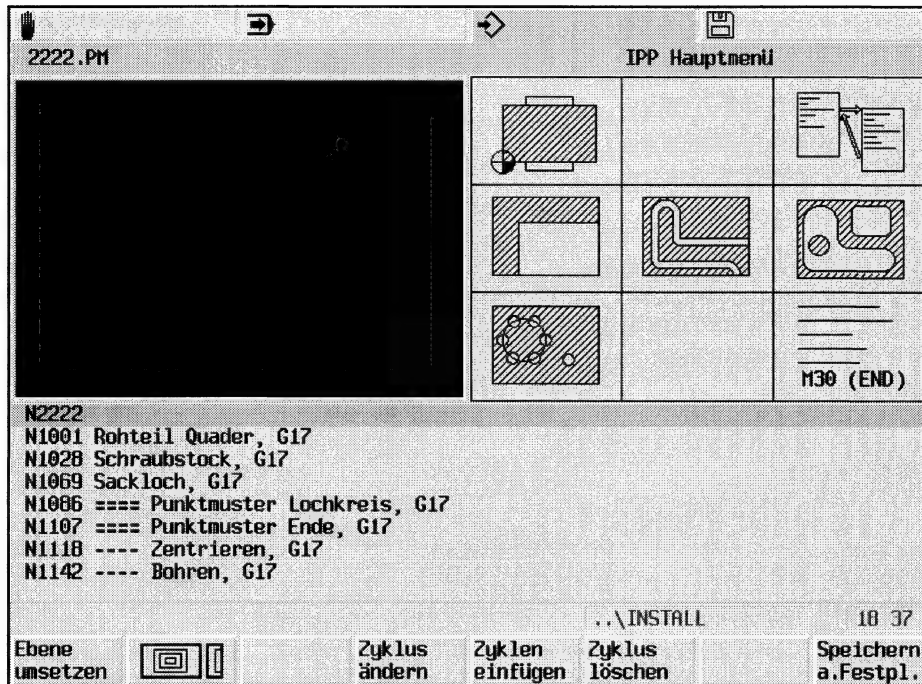 2222.PM
IPP Hauptmenü
M30 (END)
N2222
N1001 Rohteil Quader, G17
N1028 Schraubstock, G17
N1069 Sackloch, G17
N1086 ==== Punktmuster Lochkreis, G17
N1107 ==== Punktmuster Ende, G17
N1118 ---- Zentrieren, G17
N1142 ---- Bohren, G17
..\INSTALL 18 37
Ebene umsetzen
Zyklus ändern
Zyklen einfügen
Zyklus löschen
Speichern a.Festpl.